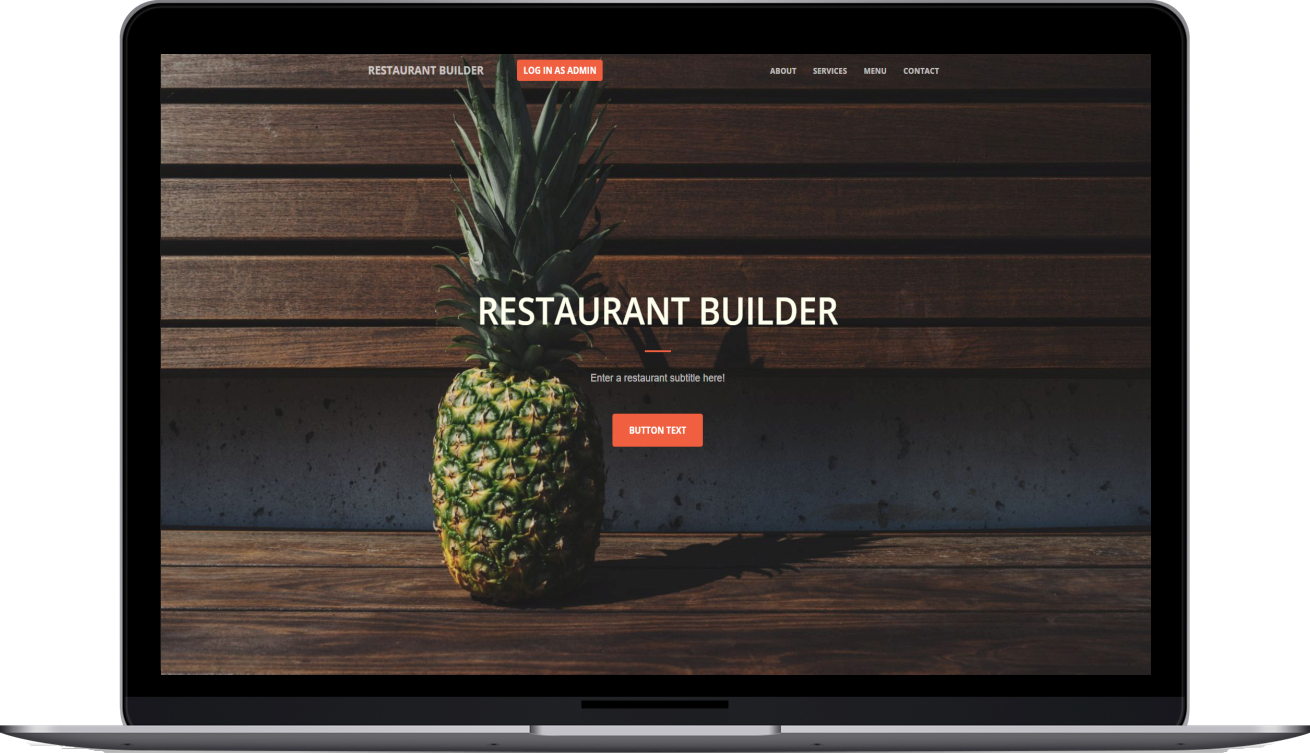 RESTAURANT BUILDER
LOG IN AS ADMIN
ABOUT SERVICES MENU CONTACT
RESTAURANT BUILDER
Enter a restaurant subtitle here!
BUTTON TEXT